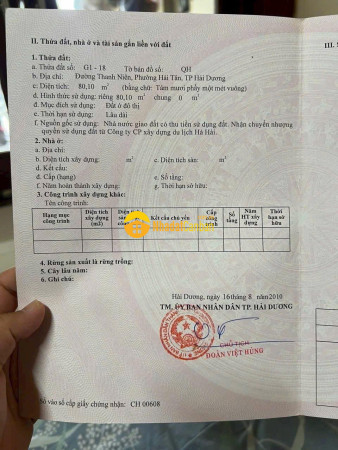 II. Thửa đất, nhà ở và tài sản gắn liền với đất
III.
1. Thửa đất:
a. Thửa đất số: G1 - 18 Tờ bản đồ số: QH
b. Địa chỉ: Đường Thanh Niên, Phường Hải Tân, TP Hải Dương
c. Diện tích: 80,10 m² (bằng chữ: Tám mươi phẩy một mét vuông)
d. Hình thức sử dụng: riêng 80,10 m² chung 0 m²
đ. Mục đích sử dụng: Đất ở đô thị
e. Thời hạn sử dụng: Lâu dài
f. Nguồn gốc sử dụng: Nhà nước giao đất có thu tiền sử dụng đất. Nhận chuyển nhượng
quyền sử dụng đất từ Công ty CP xây dựng du lịch Hà Hải.
2. Nhà ở:
a. Địa chỉ:
b. Diện tích xây dựng: m² c. Diện tích sàn: m²
d. Kết cấu:
đ. Cấp (hạng) e. Số tầng:
f. Năm hoàn thành xây dựng: g. Thời hạn sở hữu:
3. Công trình xây dựng khác:
Tên công trình:
Hạng mục công trình Diện tích xây dựng (m2) Diện tích Kết cấu chủ yếu Cấp công trình Số tầng Năm HT xây dựng Thời hạn sở hữu
4. Rừng sản xuất là rừng trồng:
5. Cây lâu năm:
6. Ghi chú:
Hải Dương, ngày 16 tháng 8 năm 2010
TM. ỦY BAN NHÂN DÂN TP. HẢI DƯƠNG
CHỦ TỊCH
ĐOÀN VIỆT HÙNG
Số vào sổ cấp giấy chứng nhận: CH 00608